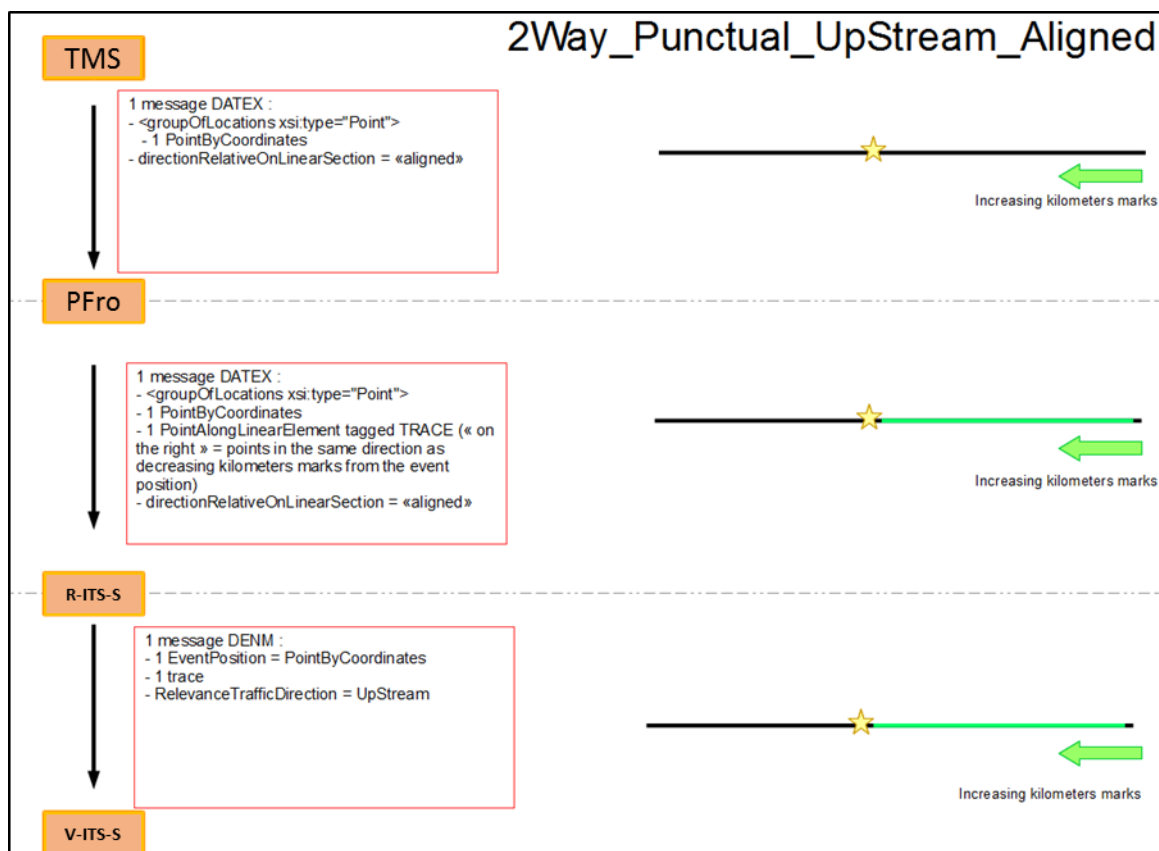 2Way_Punctual_UpStream_Aligned
TMS
1 message DATEX :
- <groupOfLocations xsi:type="Point">
- 1 PointByCoordinates
- directionRelativeOnLinearSection = «aligned»
Increasing kilometers marks
PFro
1 message DATEX :
- <groupOfLocations xsi:type="Point">
- 1 PointByCoordinates
- 1 PointAlongLinearElement tagged TRACE (« on
the right » = points in the same direction as
decreasing kilometers marks from the event
position)
- directionRelativeOnLinearSection = «aligned»
Increasing kilometers marks
R-ITS-S
1 message DENM :
- 1 EventPosition = PointByCoordinates
- 1 trace
- RelevanceTrafficDirection = UpStream
Increasing kilometers marks
V-ITS-S